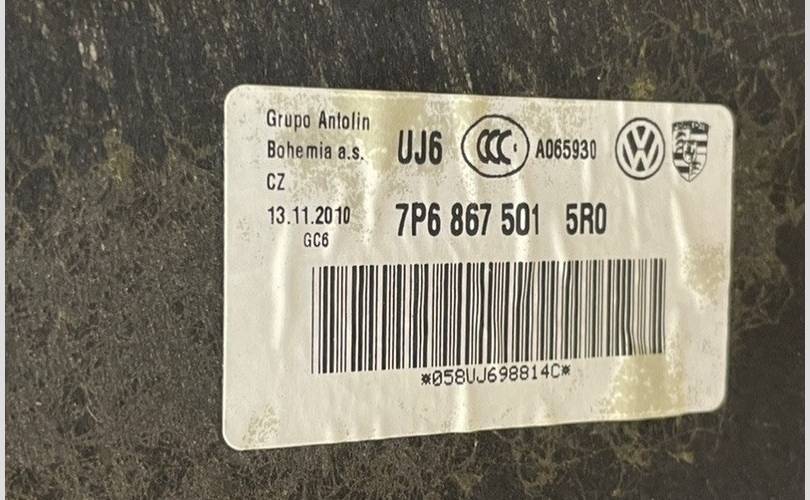 Grupo Antolin
Bohemia a.s.
CZ
13.11.2010
GC6
UJ6 CCC A065930
7P6 867 501 5R0
*058UJ698814C*